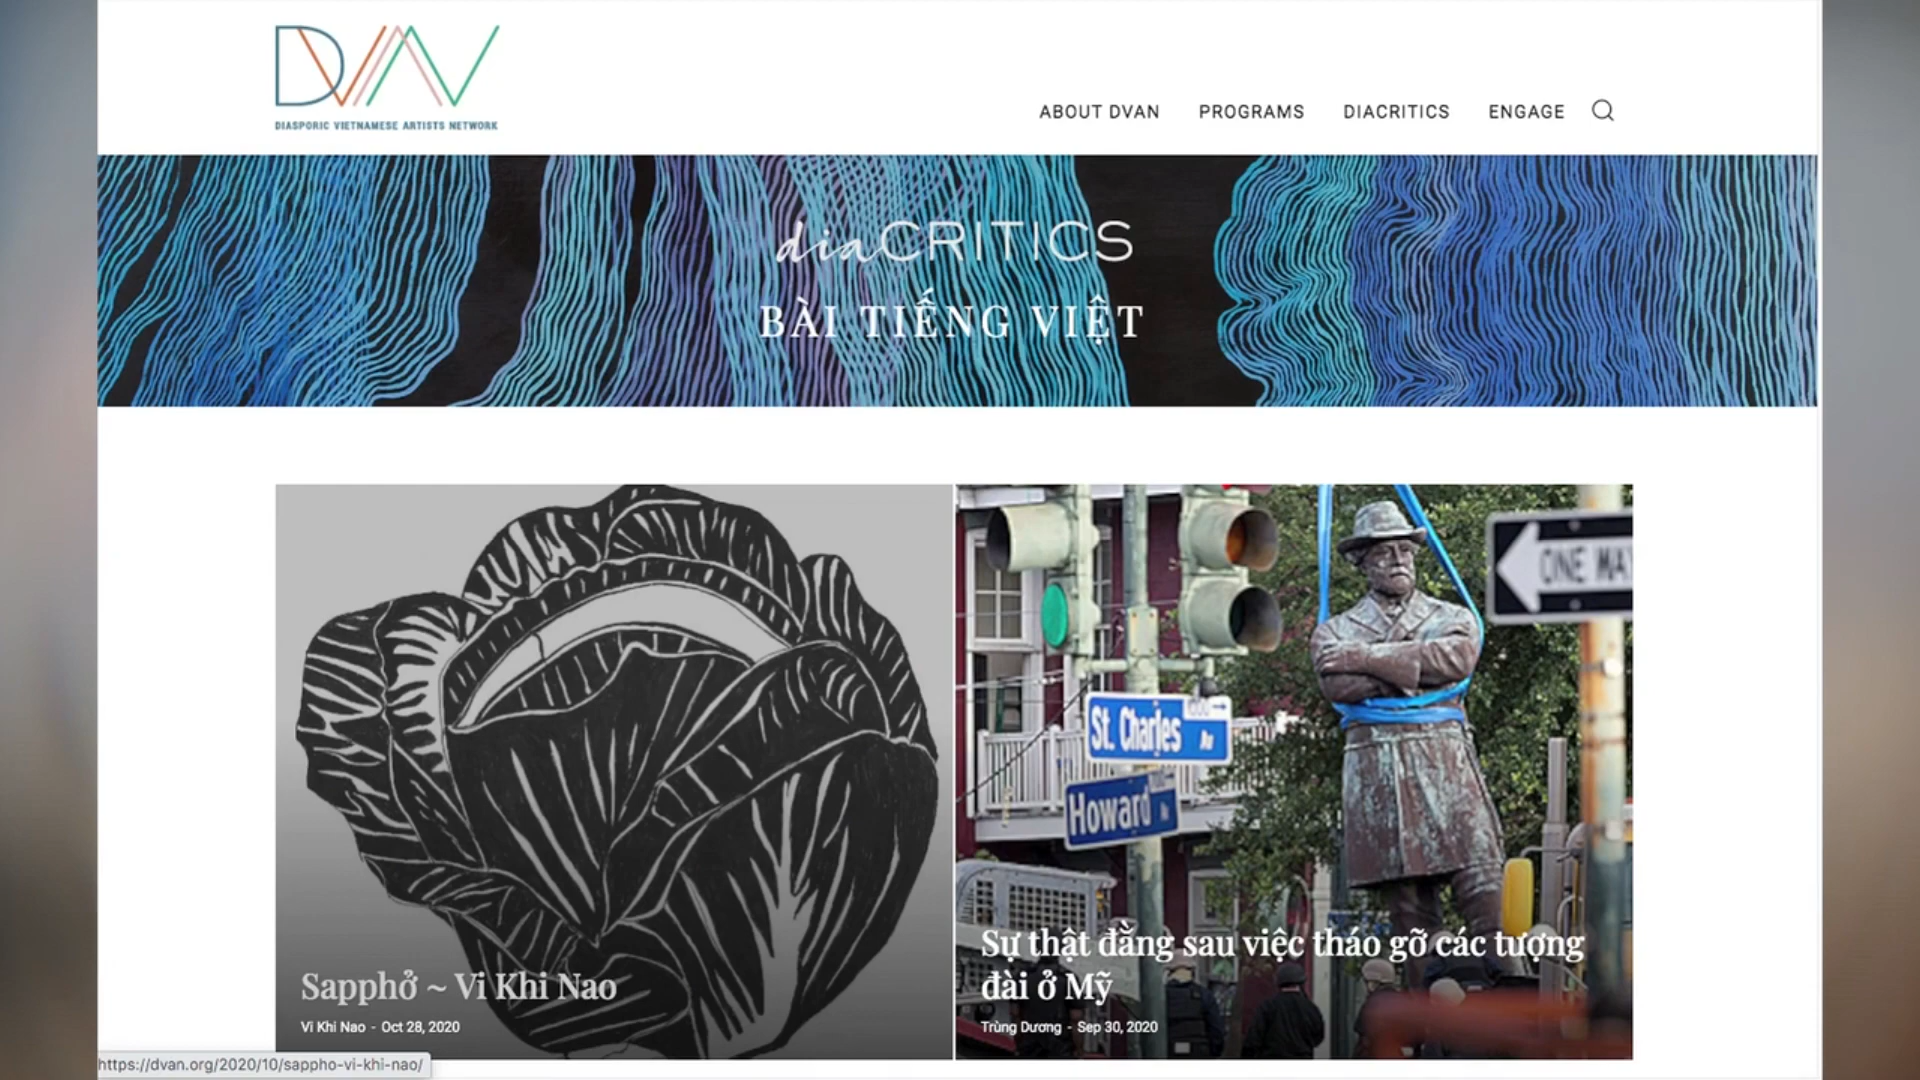 DVAN
DIASPORIC VIETNAMESE ARTISTS NETWORK
ABOUT DVAN
PROGRAMS
DIACRITICS
ENGAGE
diaCRITICS
BÀI TIẾNG VIỆT
ONE WAY
St. Charles
Howard
Sapphở ~ Vi Khi Nao
Vi Khi Nao - Oct 28, 2020
Sự thật đằng sau việc tháo gỡ các tượng
đài ở Mỹ
Trùng Dương - Sep 30, 2020
https://dvan.org/2020/10/sappho-vi-khi-nao/